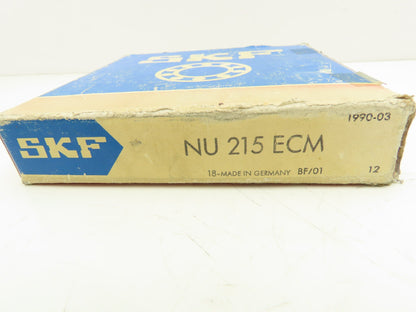 SKF
1990-03
SKF
NU 215 ECM
18-MADE IN GERMANY BF/01
12